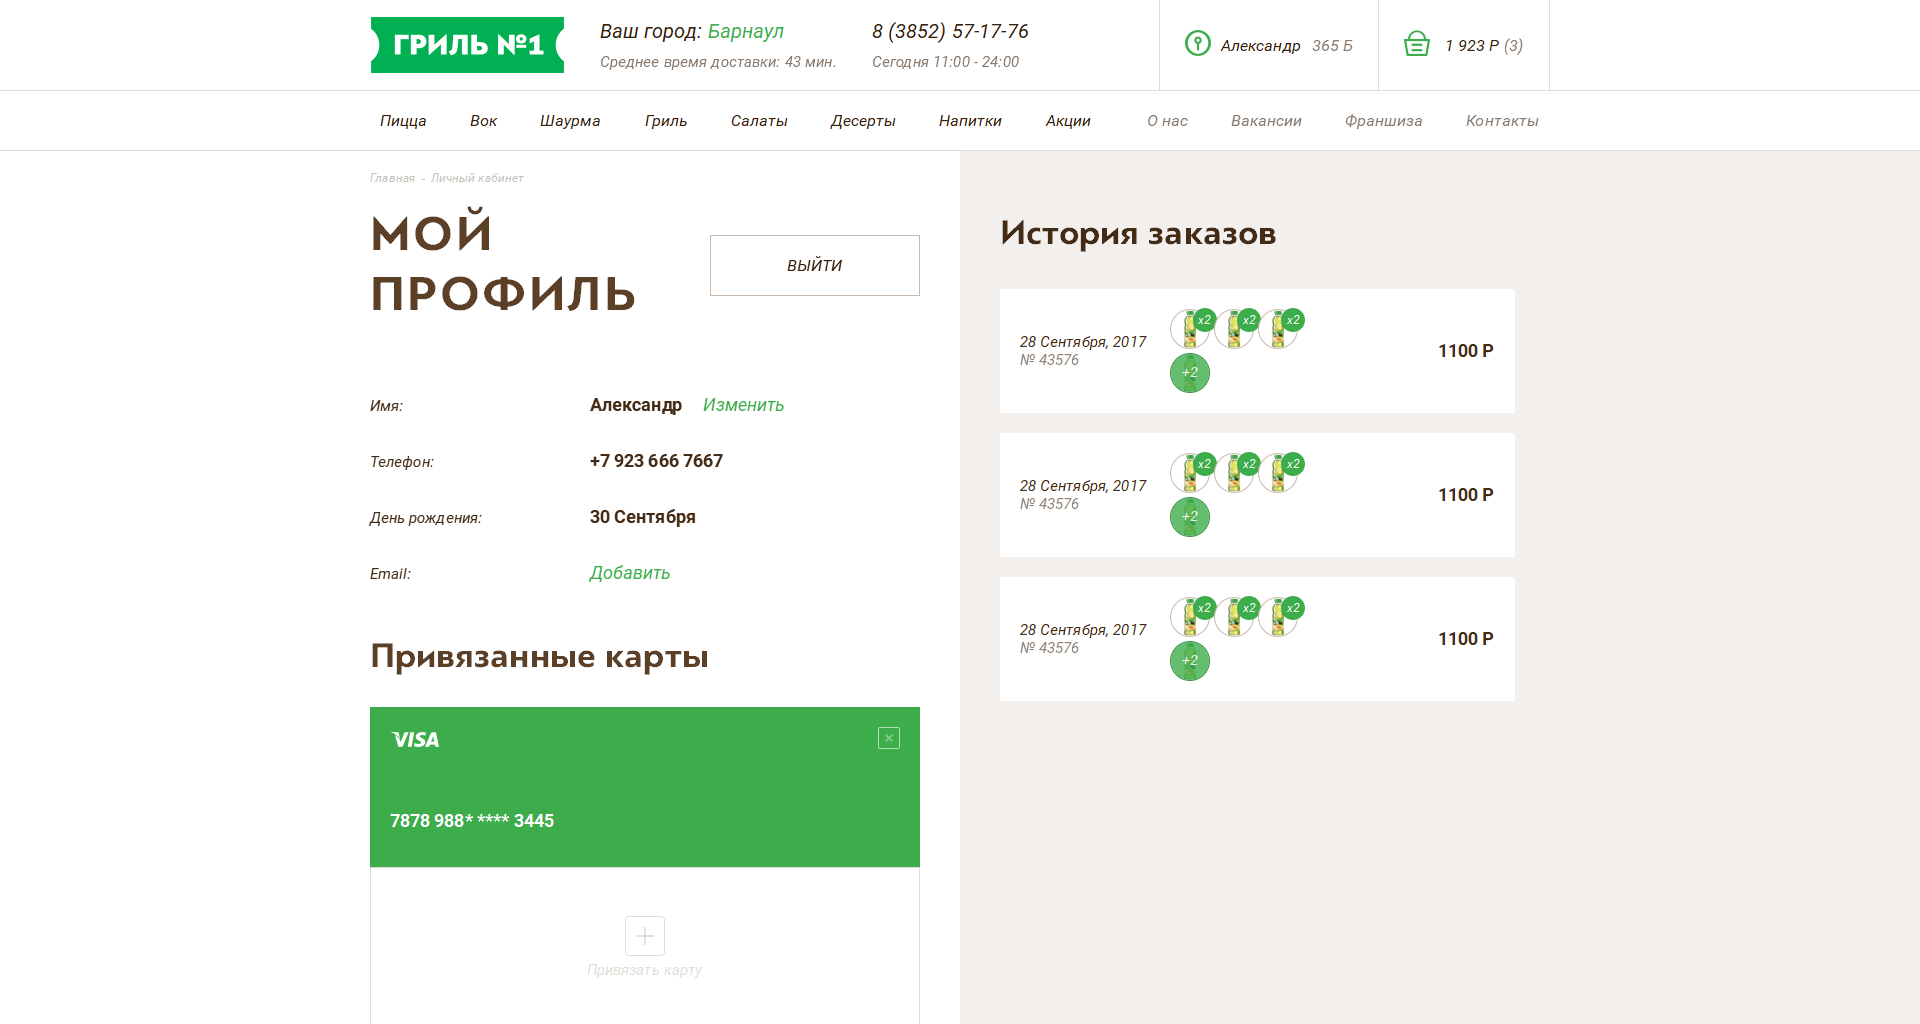 ГРИЛЬ №1
Ваш город: Барнаул
Среднее время доставки: 43 мин.
8 (3852) 57-17-76
Сегодня 11:00 - 24:00
Александр 365 Б
1 923 Р (3)
Пицца Вок Шаурма Гриль Салаты Десерты Напитки Акции О нас Вакансии Франшиза Контакты
Главная - Личный кабинет
МОЙ
ПРОФИЛЬ
ВЫЙТИ
Имя: Александр Изменить
Телефон: +7 923 666 7667
День рождения: 30 Сентября
Email: Добавить
Привязанные карты
VISA
7878 988* **** 3445
Привязать карту
История заказов
28 Сентября, 2017
№ 43576
x2 x2 x2
+2
1100 Р
28 Сентября, 2017
№ 43576
x2 x2 x2
+2
1100 Р
28 Сентября, 2017
№ 43576
x2 x2 x2
+2
1100 Р